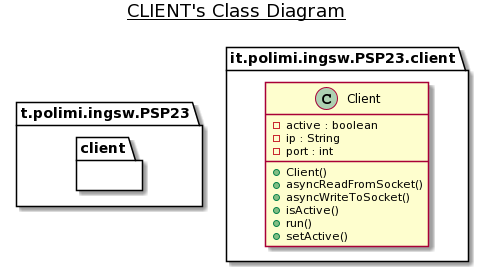 CLIENT's Class Diagram
t.polimi.ingsw.PSP23
client
it.polimi.ingsw.PSP23.client
C Client
active : boolean
ip : String
port : int
Client()
asyncReadFromSocket()
asyncWriteToSocket()
isActive()
run()
setActive()